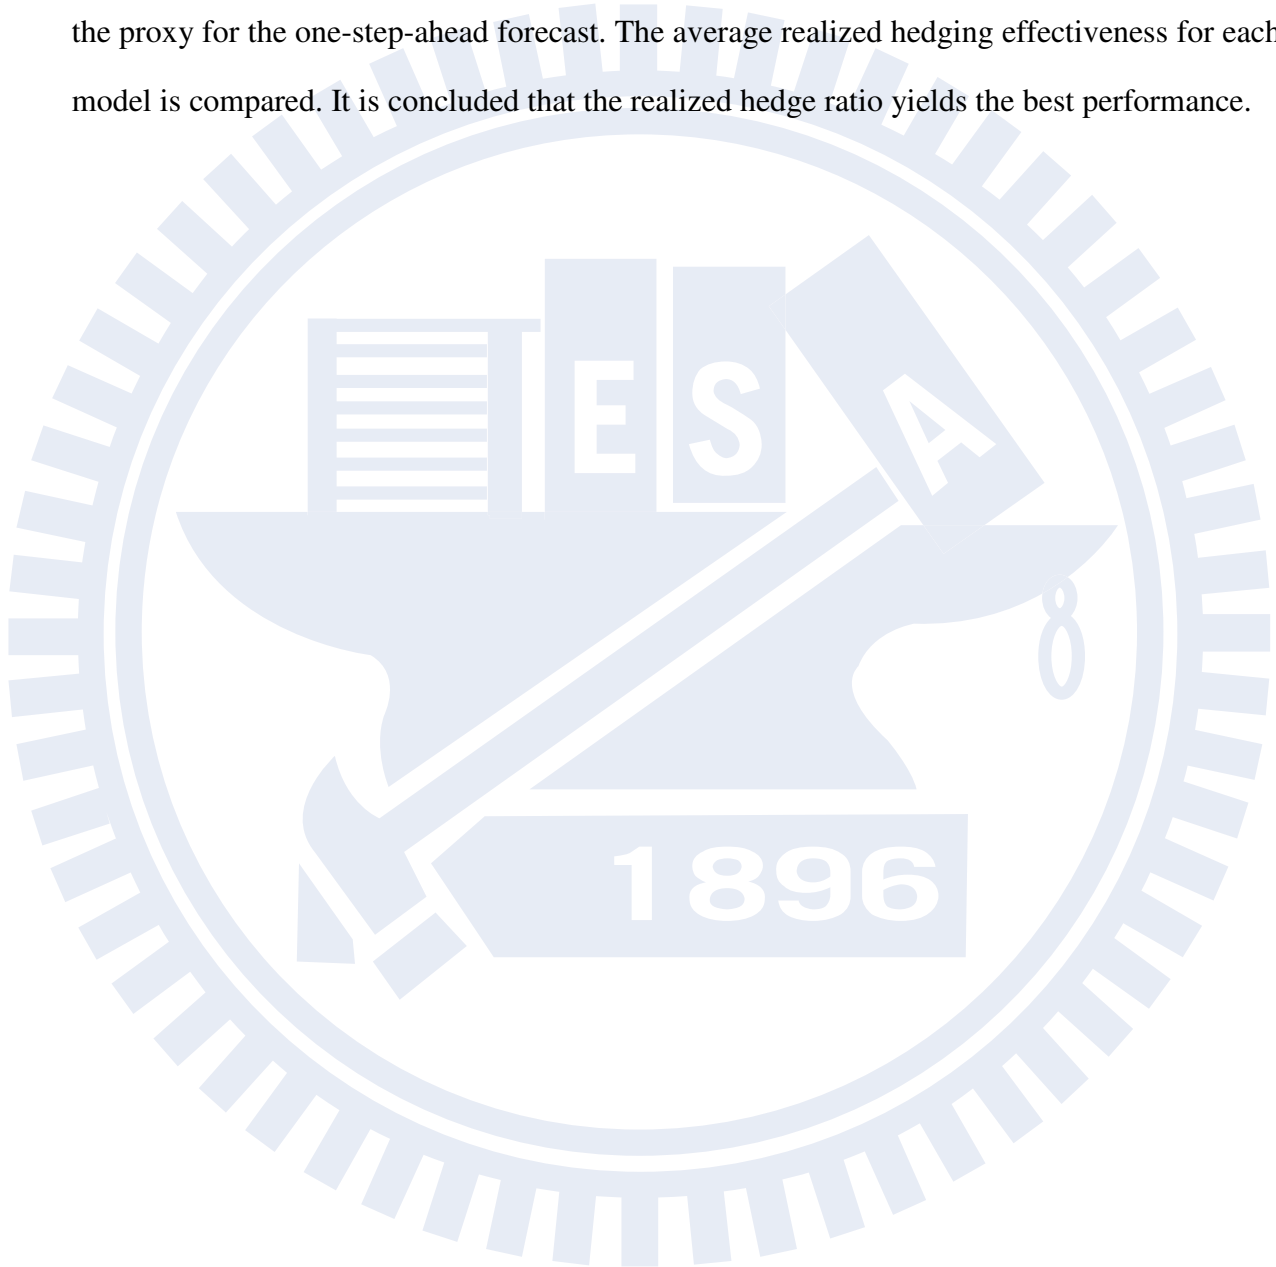 the proxy for the one-step-ahead forecast. The average realized hedging effectiveness for each
model is compared. It is concluded that the realized hedge ratio yields the best performance.
E S A
1896